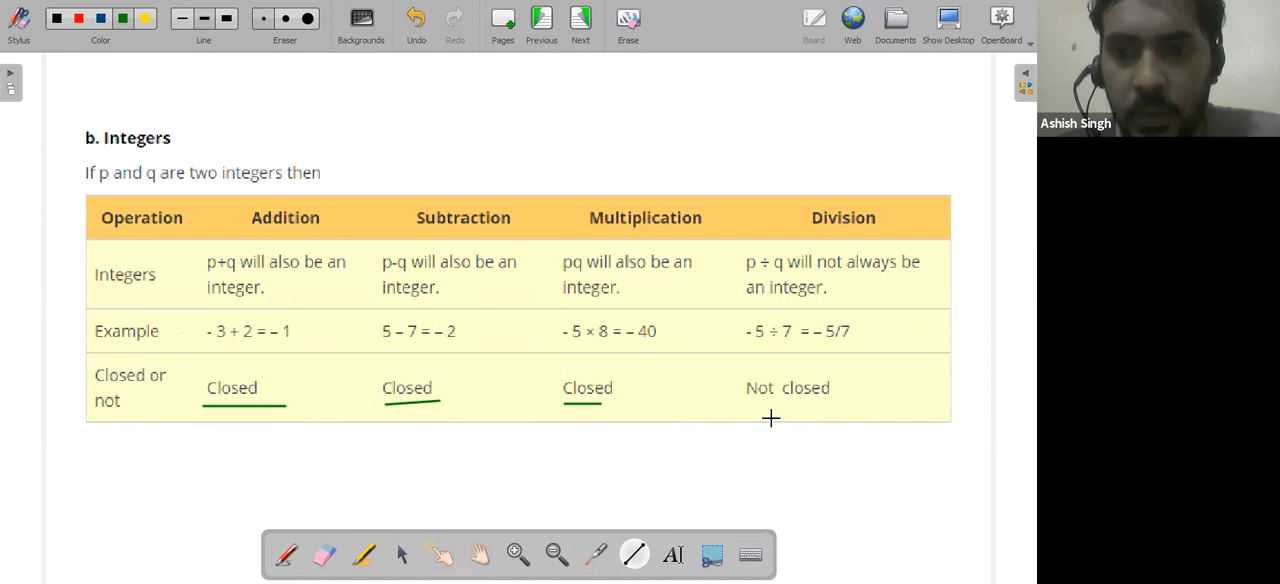 Stylus Color Line Eraser Backgrounds Undo Redo Pages Previous Next Erase Board Web Documents Show Desktop OpenBoard
Ashish Singh
b. Integers
If p and q are two integers then
Operation Addition Subtraction Multiplication Division
Integers p+q will also be an integer. p-q will also be an integer. pq will also be an integer. p ÷ q will not always be an integer.
Example - 3 + 2 = – 1 5 – 7 = – 2 - 5 × 8 = – 40 - 5 ÷ 7 = – 5/7
Closed or not Closed Closed Closed Not closed
AI